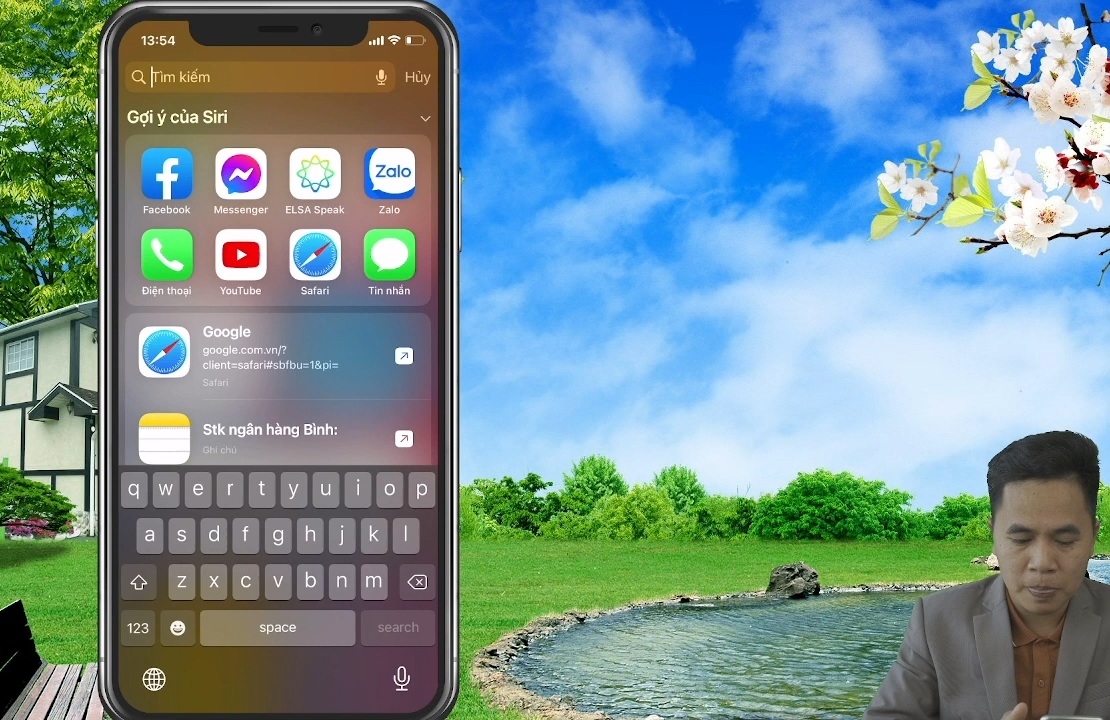 13:54
Tìm kiếm Hủy
Gợi ý của Siri
Zalo
Facebook Messenger ELSA Speak Zalo
Điện thoại YouTube Safari Tin nhắn
Google
google.com.vn/?
client=safari#sbfbu=1&pi=
Safari
Stk ngân hàng Bình:
Ghi chú
q w e r t y u i o p
a s d f g h j k l
z x c v b n m
123 space search